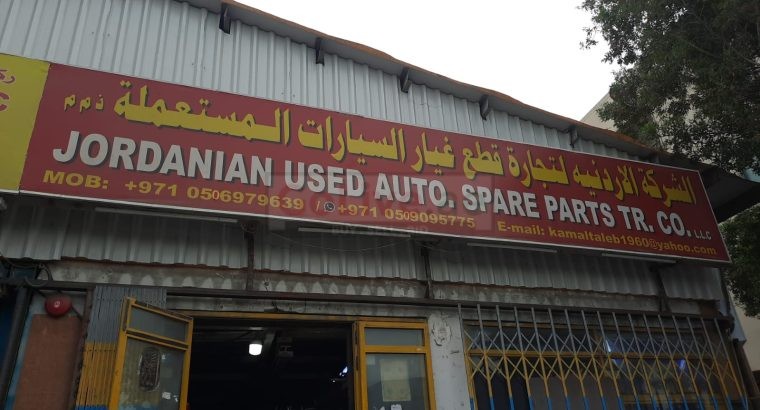 الشركة الاردنيه لتجارة قطع غيار السيارات المستعملة ذ.م.م
JORDANIAN USED AUTO. SPARE PARTS TR. CO. LLC
MOB: +971 0506979639 / +971 0509095775
E-mail: kamaltaleb1960@yahoo.com